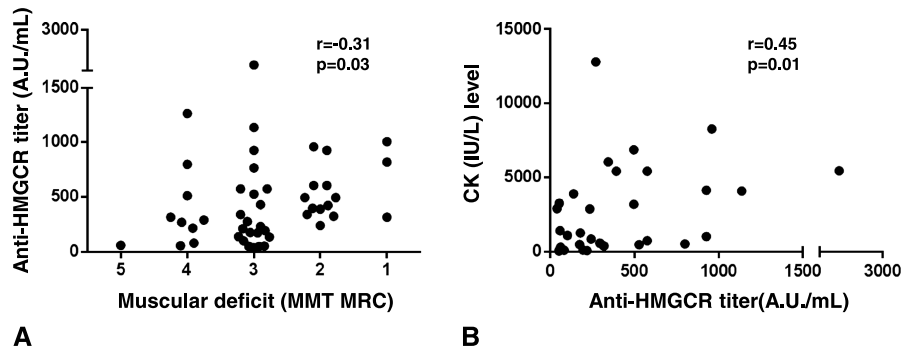 3000
1500
1000
500
0
Anti-HMGCR titer (A.U./mL)
r=-0.31
p=0.03
5 4 3 2 1
Muscular deficit (MMT MRC)
A
15000
10000
5000
0
CK (IU/L) level
r=0.45
p=0.01
0 500 1000 1500 3000
Anti-HMGCR titer(A.U./mL)
B